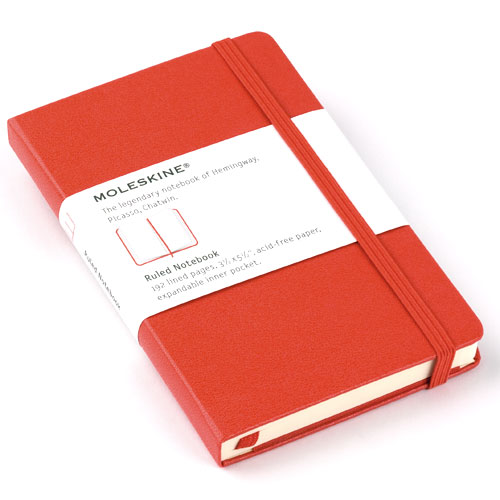 MOLESKINE®
The legendary notebook of Hemingway,
Picasso, Chatwin.
Ruled Notebook
192 lined pages, 3½ x 5½", acid-free paper,
expandable inner pocket.
Ruled Notebook